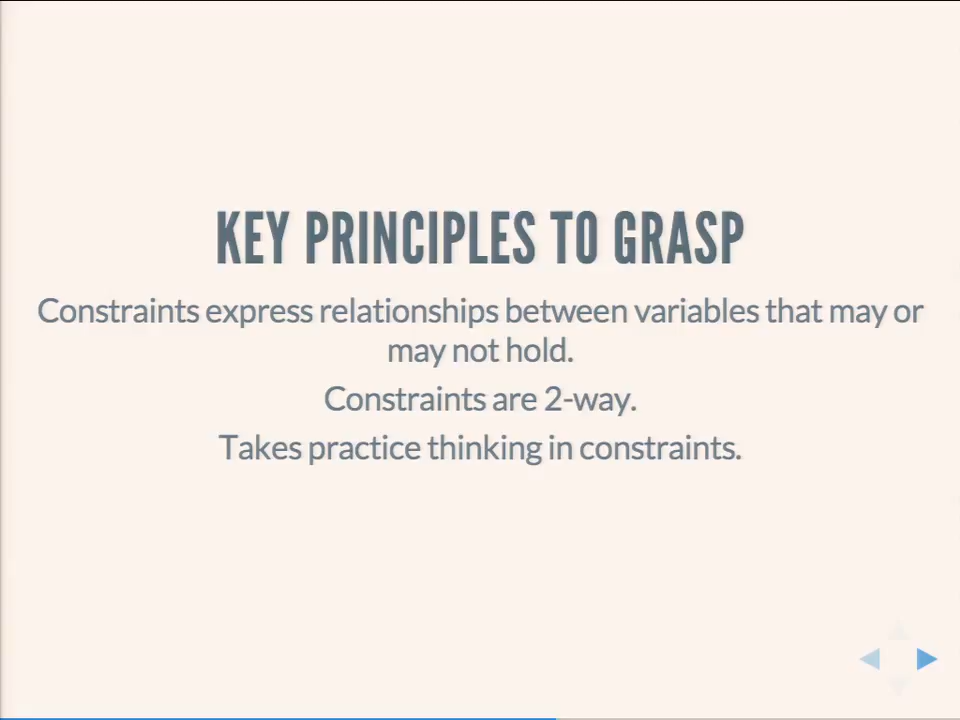 KEY PRINCIPLES TO GRASP
Constraints express relationships between variables that may or
may not hold.
Constraints are 2-way.
Takes practice thinking in constraints.